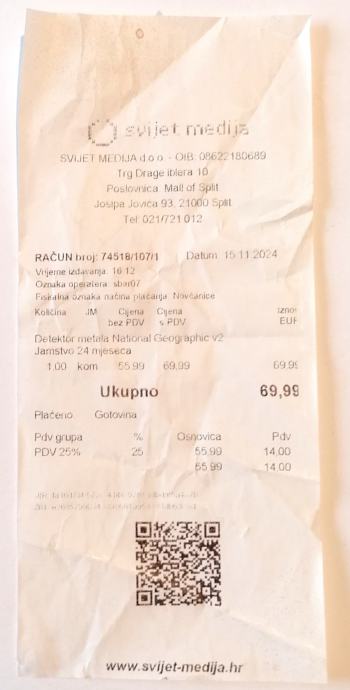 svijet medija
SVIJET MEDIJA d.o.o. - OIB: 08622180689
Trg Drage Iblera 10
Poslovnica Mall of Split
Josipa Jovića 93, 21000 Split
Tel: 021/721 012
RAČUN broj: 74518/107/1 Datum: 15.11.2024
Vrijeme izdavanja: 16:12
Oznaka operatera: sbar07
Fiskalna oznaka načina plaćanja: Novčanice
Količina JM Cijena Cijena Iznos
bez PDV s PDV EUR
Detektor metala National Geographic v2
Jamstvo 24 mjeseca
1,00 kom 55,99 69,99 69,99
Ukupno 69,99
Plaćeno Gotovina
Pdv grupa % Osnovica Pdv
PDV 25% 25 55,99 14,00
55,99 14,00
www.svijet-medija.hr